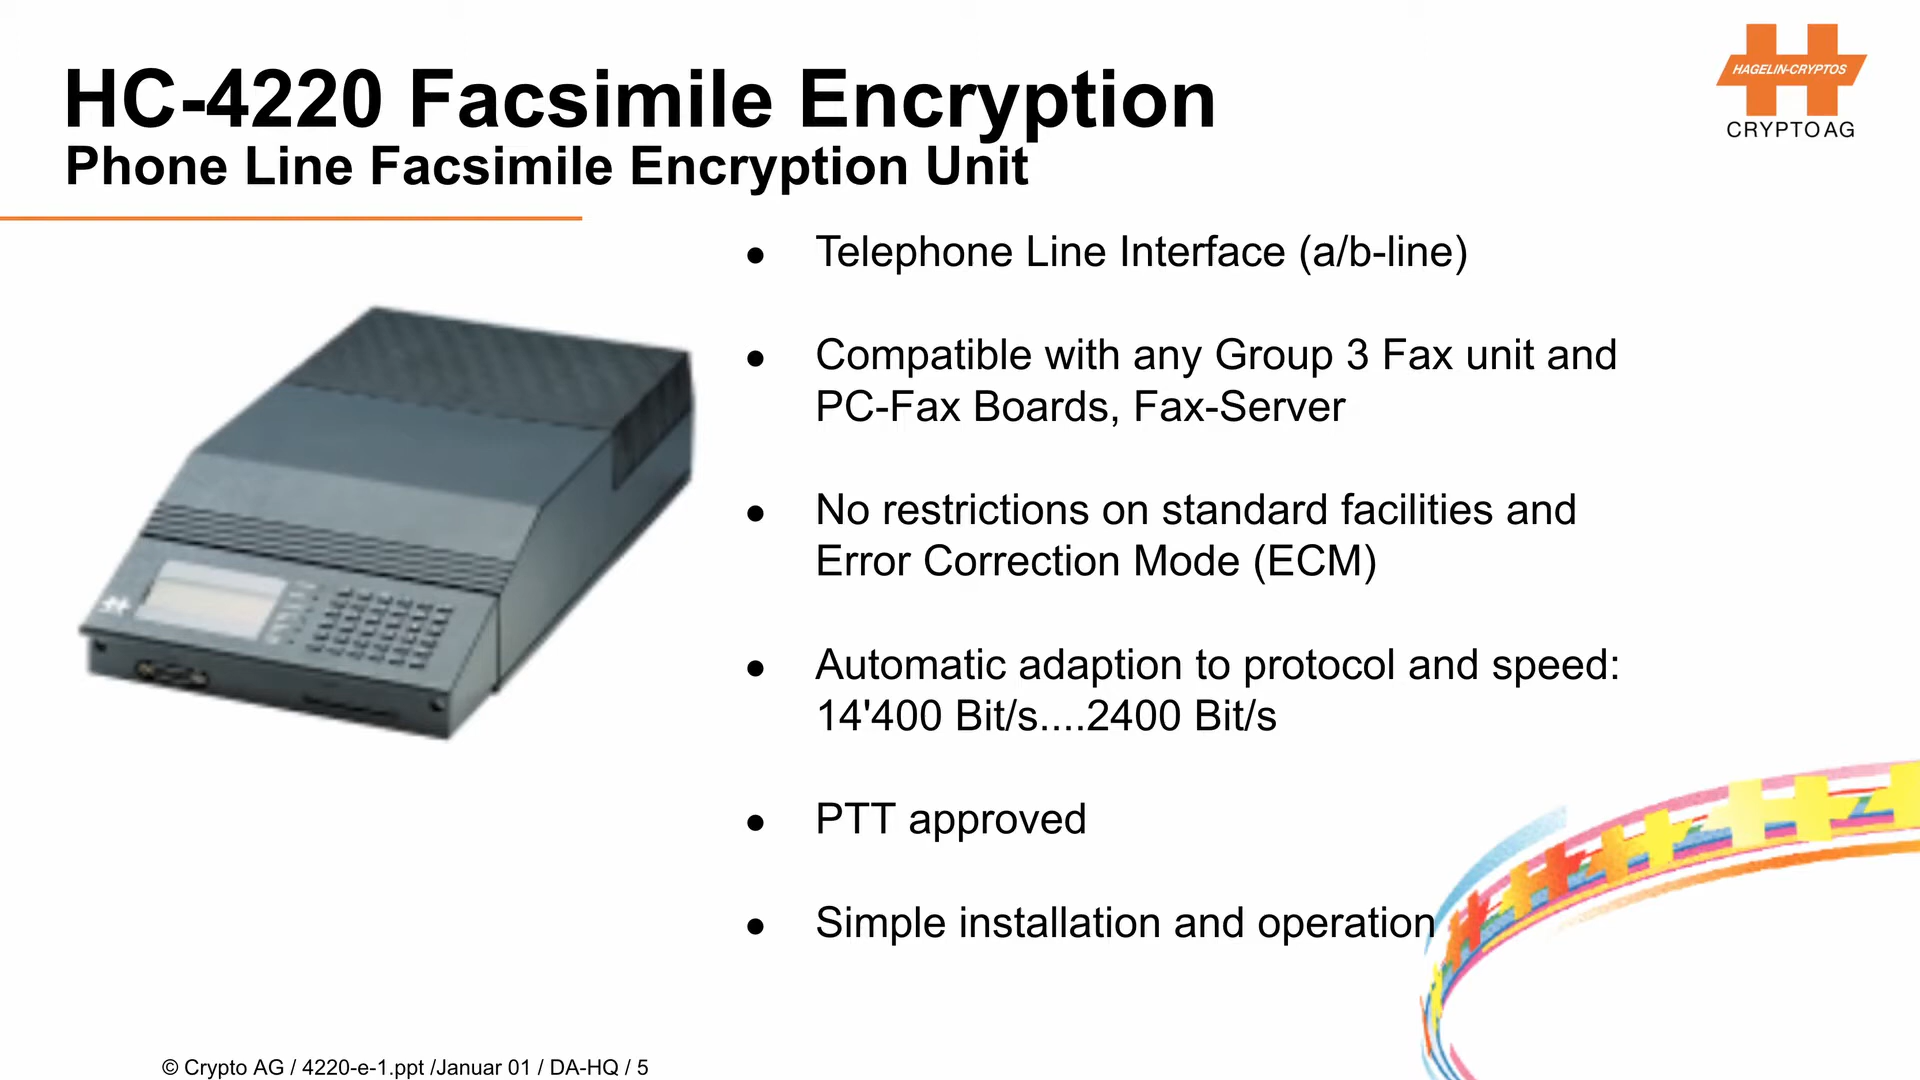 HC-4220 Facsimile Encryption
Phone Line Facsimile Encryption Unit
HAGELIN-CRYPTOS
CRYPTO AG
● Telephone Line Interface (a/b-line)
● Compatible with any Group 3 Fax unit and
PC-Fax Boards, Fax-Server
● No restrictions on standard facilities and
Error Correction Mode (ECM)
● Automatic adaption to protocol and speed:
14'400 Bit/s....2400 Bit/s
● PTT approved
● Simple installation and operation
© Crypto AG / 4220-e-1.ppt /Januar 01 / DA-HQ / 5